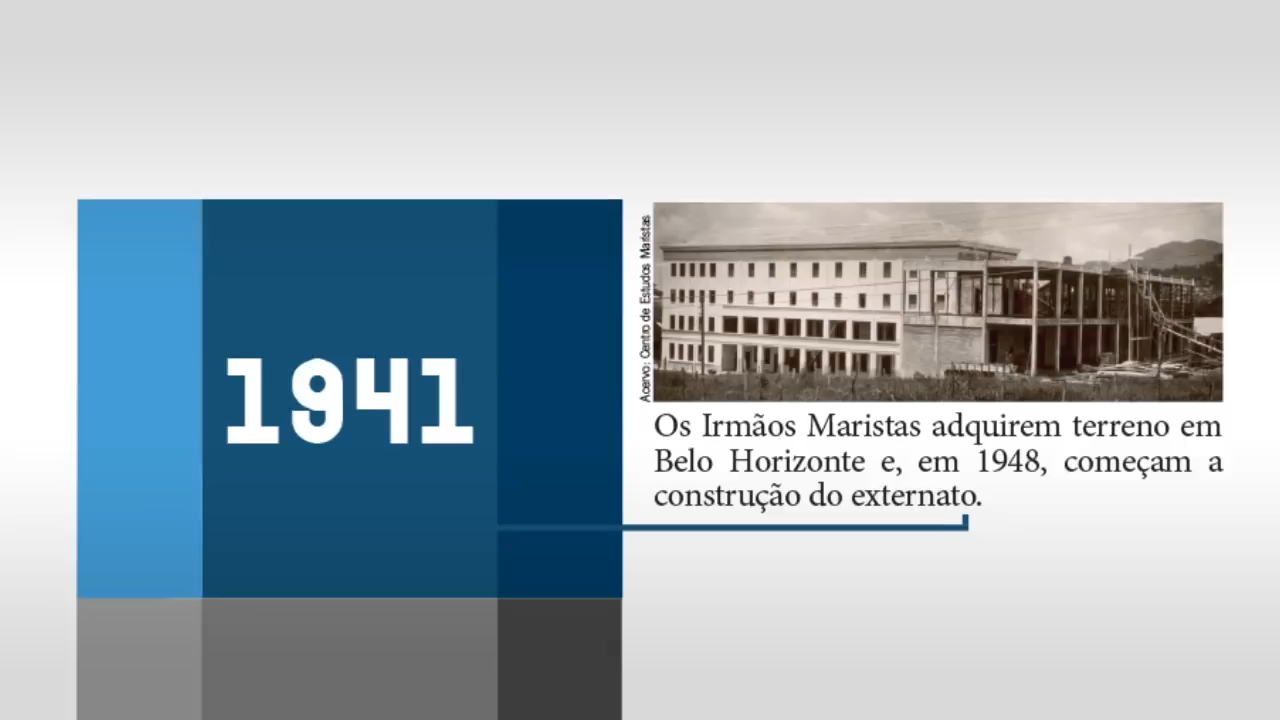 1941
Acervo: Centro de Estudos Maristas
Os Irmãos Maristas adquirem terreno em
Belo Horizonte e, em 1948, começam a
construção do externato.